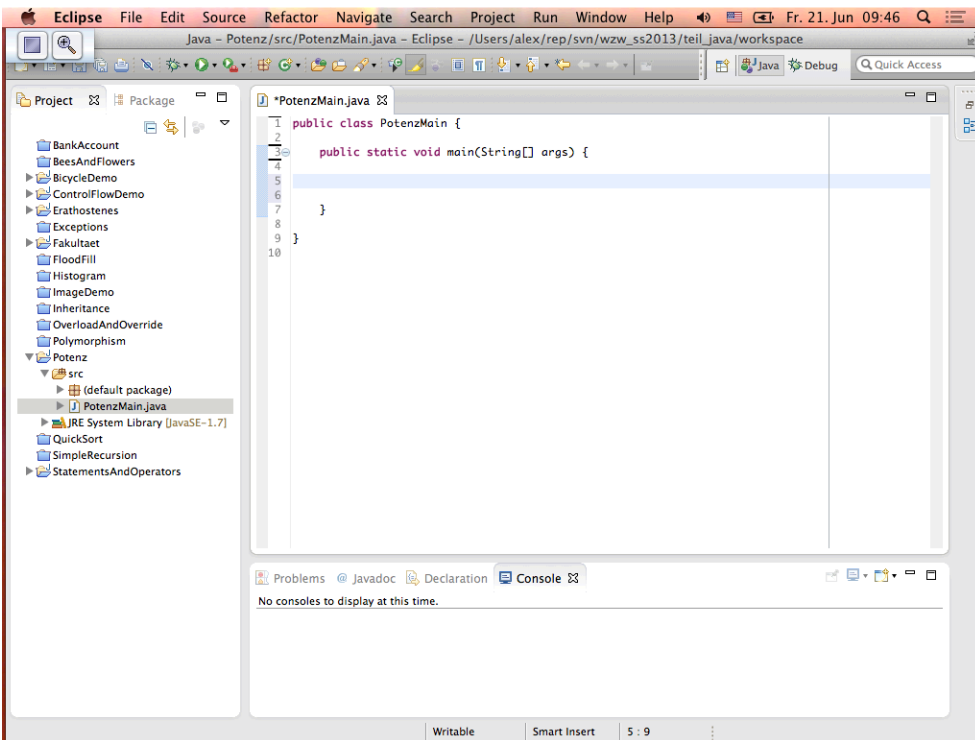 Eclipse File Edit Source Refactor Navigate Search Project Run Window Help Fr. 21. Jun 09:46
Java – Potenz/src/PotenzMain.java – Eclipse – /Users/alex/rep/svn/wzw_ss2013/teil_java/workspace
Java Debug Quick Access
Project Package
BankAccount
BeesAndFlowers
BicycleDemo
ControlFlowDemo
Erathostenes
Exceptions
Fakultaet
FloodFill
Histogram
ImageDemo
Inheritance
OverloadAndOverride
Polymorphism
Potenz
src
(default package)
PotenzMain.java
JRE System Library [JavaSE-1.7]
QuickSort
SimpleRecursion
StatementsAndOperators
*PotenzMain.java
1 public class PotenzMain {
2
3 public static void main(String[] args) {
4
5
6
7 }
8
9 }
10
Problems @ Javadoc Declaration Console
No consoles to display at this time.
Writable Smart Insert 5 : 9